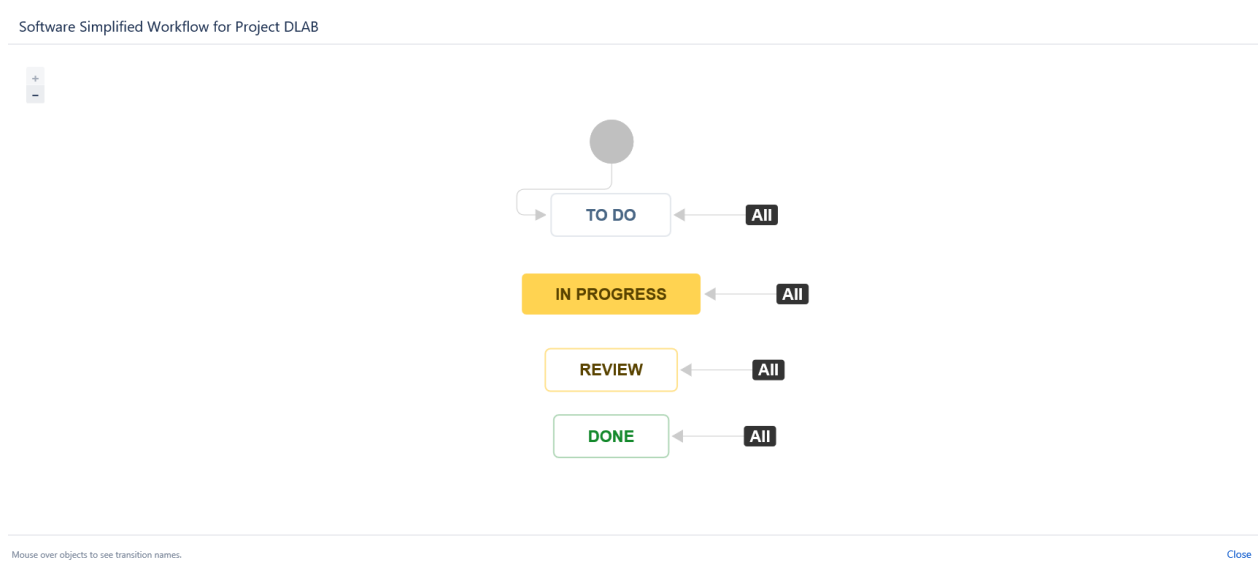 Software Simplified Workflow for Project DLAB
+
−
TO DO
All
IN PROGRESS
All
REVIEW
All
DONE
All
Mouse over objects to see transition names.
Close